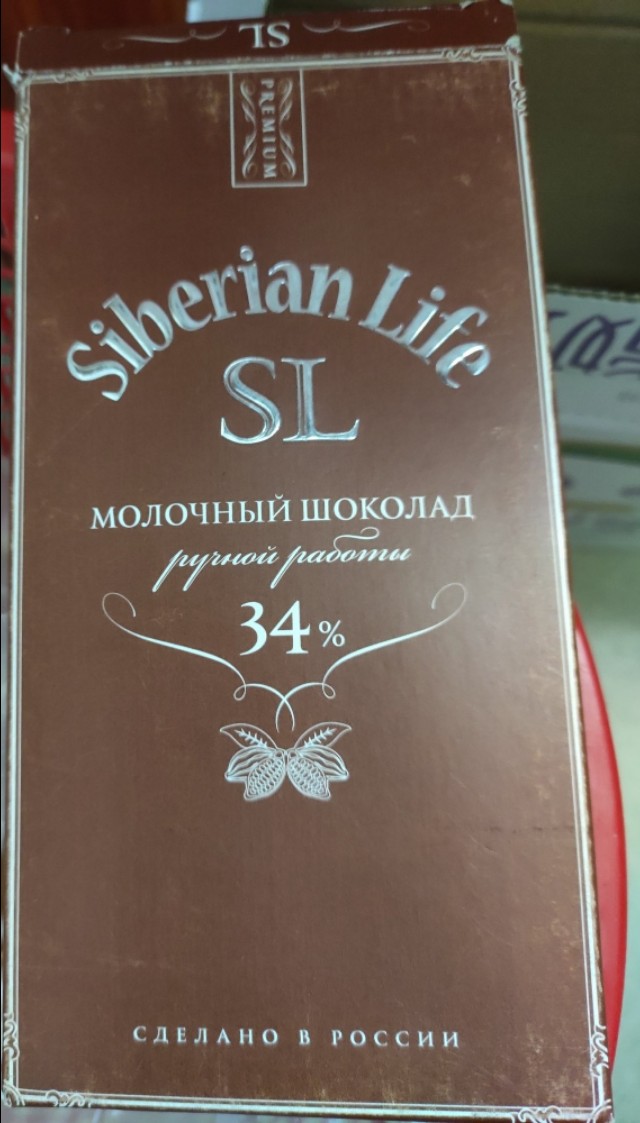 SL
PREMIUM
Siberian Life
SL
МОЛОЧНЫЙ ШОКОЛАД
ручной работы
34%
СДЕЛАНО В РОССИИ